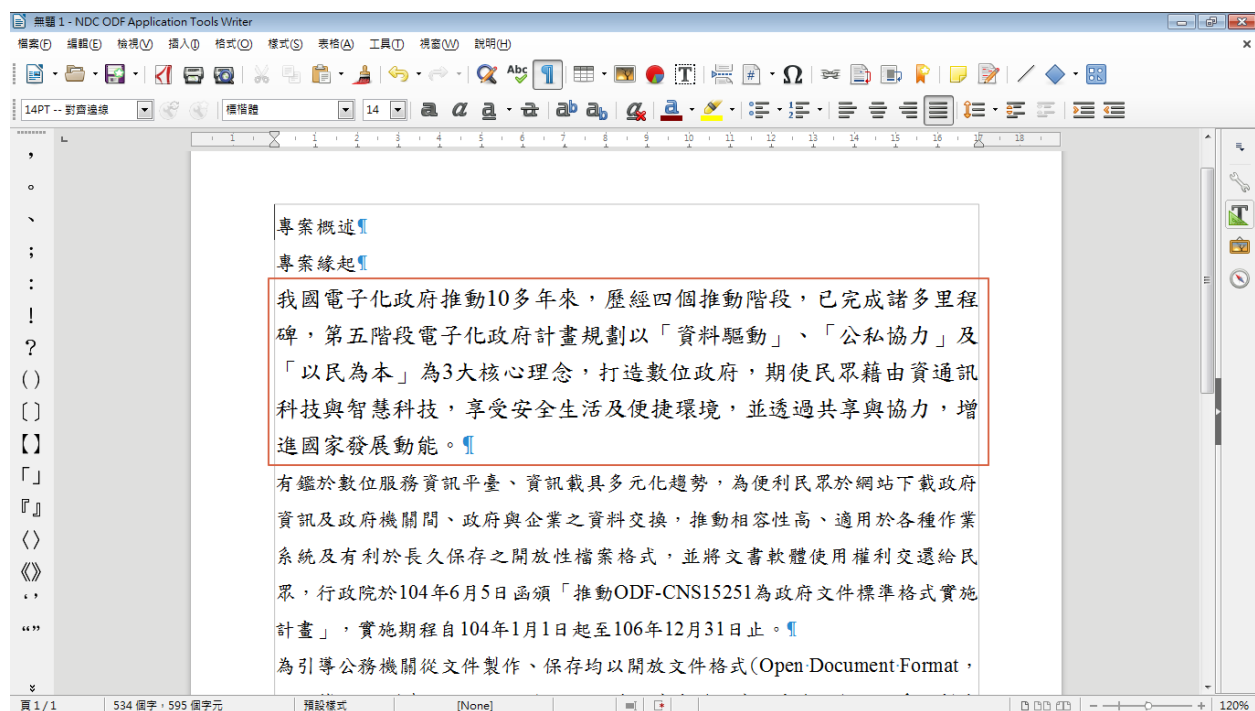 無題 1 - NDC ODF Application Tools Writer
檔案(F) 編輯(E) 檢視(V) 插入(I) 格式(O) 樣式(S) 表格(A) 工具(T) 視窗(W) 說明(H)
14PT -- 對齊邊線 標楷體 14
1 1 2 3 4 5 6 7 8 9 10 11 12 13 14 15 16 17 18
,
。
、
;
:
!
?
()
〔〕
【】
「」
『』
〈〉
《》
‘ ’
“ ”
專案概述¶
專案緣起¶
我國電子化政府推動10多年來，歷經四個推動階段，已完成諸多里程
碑，第五階段電子化政府計畫規劃以「資料驅動」、「公私協力」及
「以民為本」為3大核心理念，打造數位政府，期使民眾藉由資通訊
科技與智慧科技，享受安全生活及便捷環境，並透過共享與協力，增
進國家發展動能。¶
有鑑於數位服務資訊平臺、資訊載具多元化趨勢，為便利民眾於網站下載政府
資訊及政府機關間、政府與企業之資料交換，推動相容性高、適用於各種作業
系統及有利於長久保存之開放性檔案格式，並將文書軟體使用權利交還給民
眾，行政院於104年6月5日函頒「推動ODF-CNS15251為政府文件標準格式實施
計畫」，實施期程自104年1月1日起至106年12月31日止。¶
為引導公務機關從文件製作、保存均以開放文件格式(Open·Document·Format，
頁 1 / 1 534 個字，595 個字元 預設樣式 [None] 120%